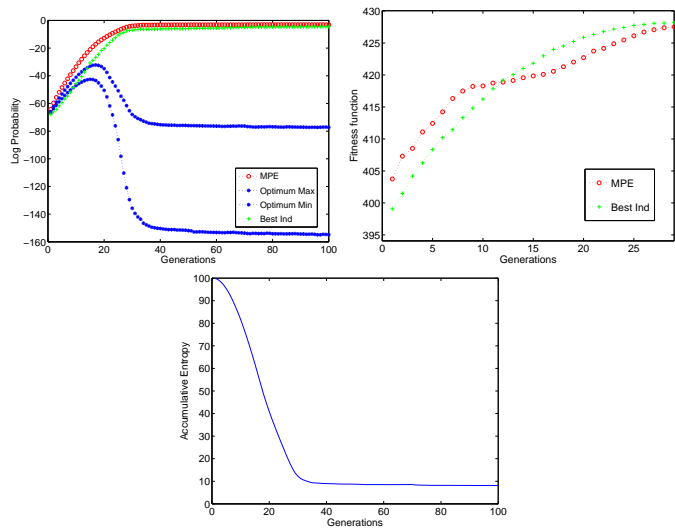 0
−20
−40
−60
−80
−100
−120
−140
−160
0 20 40 60 80 100
Log Probability
Generations
MPE
Optimum Max
Optimum Min
Best Ind
425
420
415
410
405
400
394
0 5 10 15 20 25
Fitness function
Generations
MPE
Best Ind
100
90
80
70
60
50
40
30
20
10
0
0 20 40 60 80 100
Accumulative Entropy
Generations